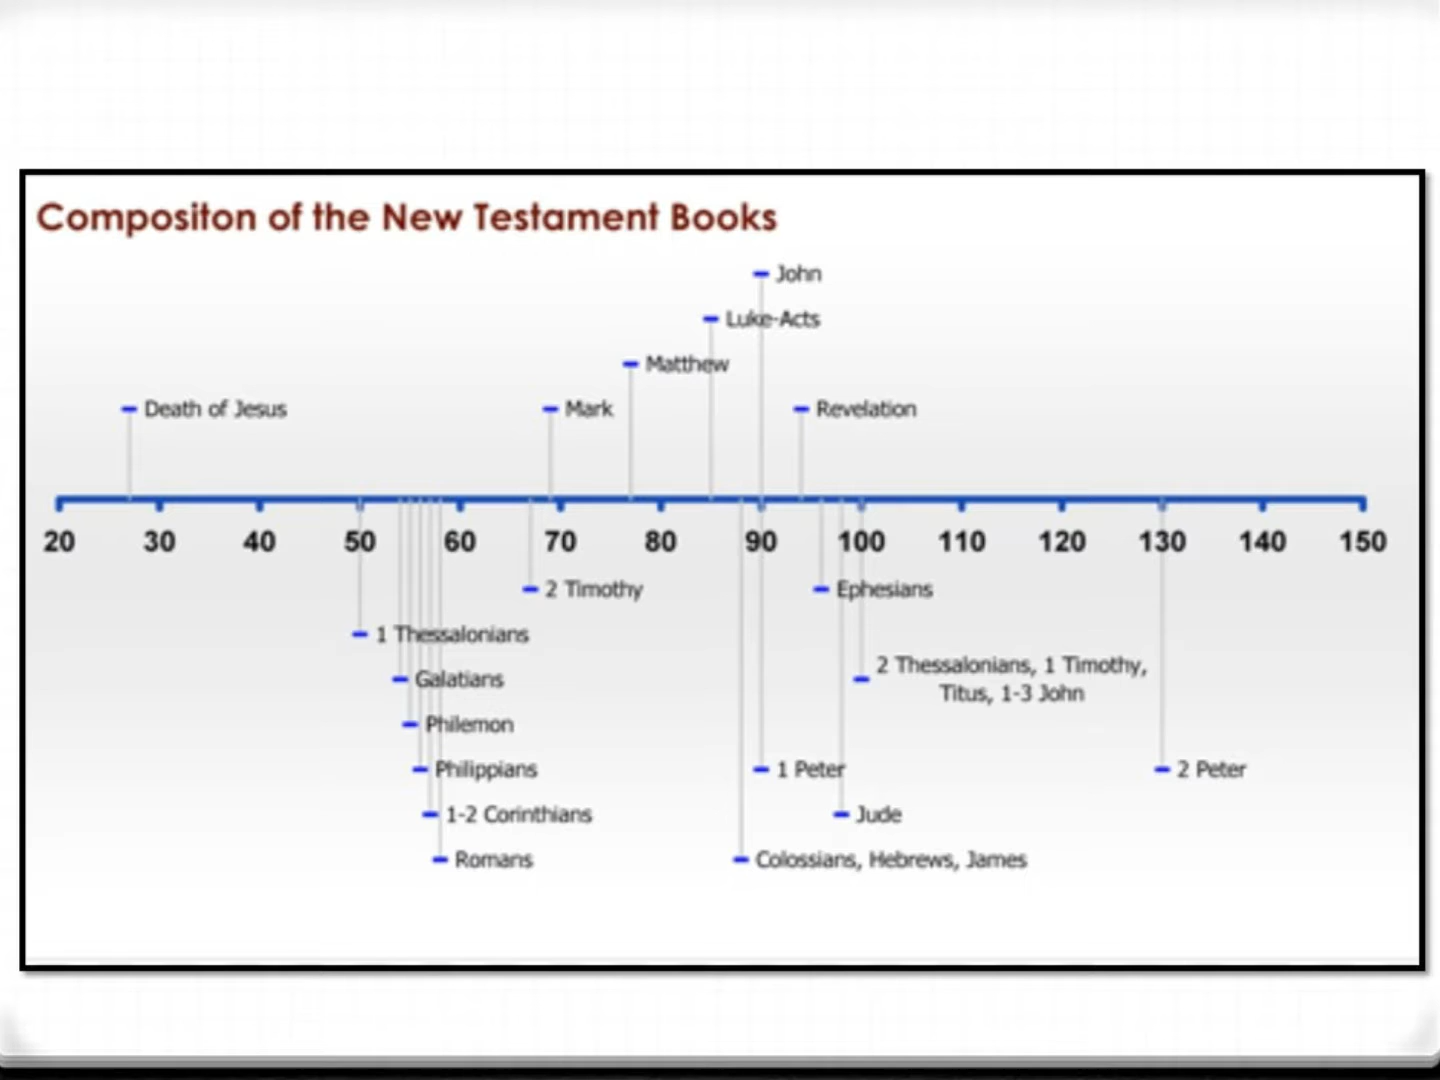 Compositon of the New Testament Books
John
Luke-Acts
Matthew
Death of Jesus
Mark
Revelation
20 30 40 50 60 70 80 90 100 110 120 130 140 150
2 Timothy
Ephesians
1 Thessalonians
2 Thessalonians, 1 Timothy,
Titus, 1-3 John
Galatians
Philemon
Philippians
1 Peter
2 Peter
1-2 Corinthians
Jude
Romans
Colossians, Hebrews, James